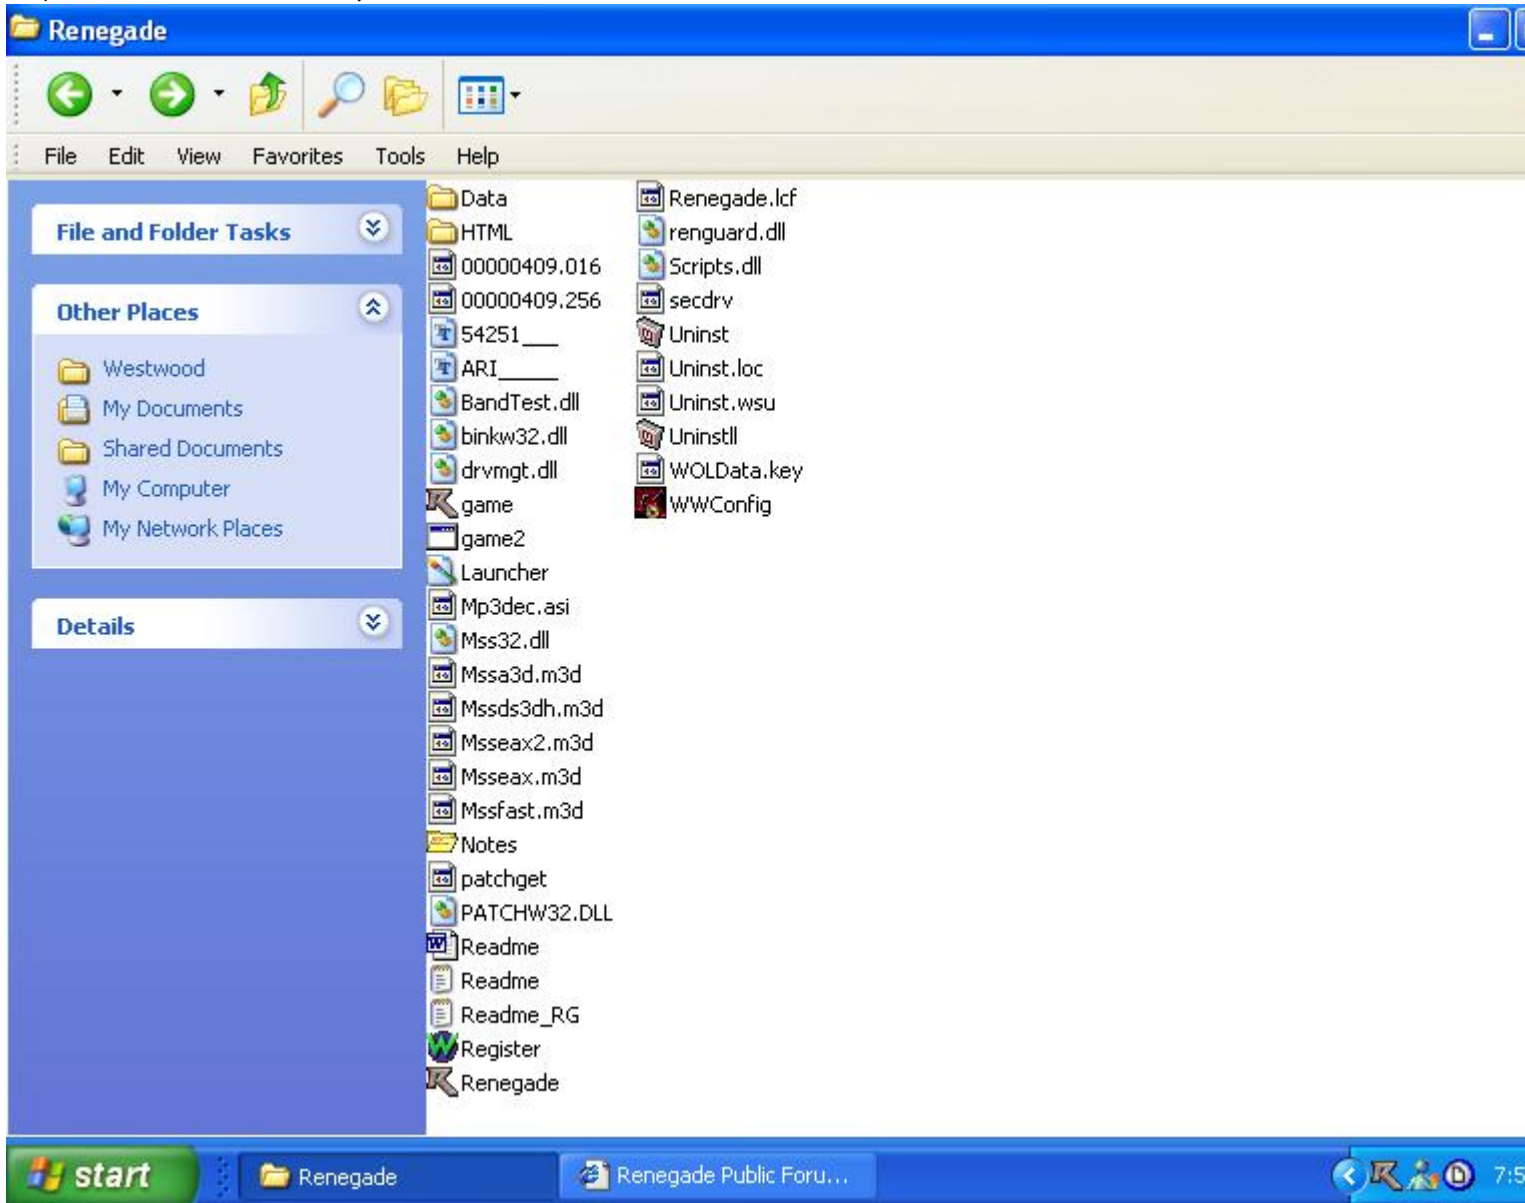 Renegade
File Edit View Favorites Tools Help
File and Folder Tasks
Other Places
Westwood
My Documents
Shared Documents
My Computer
My Network Places
Details
Data
HTML
00000409.016
00000409.256
54251___
ARI_____
BandTest.dll
binkw32.dll
drvmgt.dll
game
game2
Launcher
Mp3dec.asi
Mss32.dll
Mssa3d.m3d
Mssds3dh.m3d
Msseax2.m3d
Msseax.m3d
Mssfast.m3d
Notes
patchget
PATCHW32.DLL
Readme
Readme
Readme_RG
Register
Renegade
Renegade.lcf
renguard.dll
Scripts.dll
secdrv
Uninst
Uninst.loc
Uninst.wsu
Uninstll
WOLData.key
WWConfig
start Renegade Renegade Public Foru... 7:5